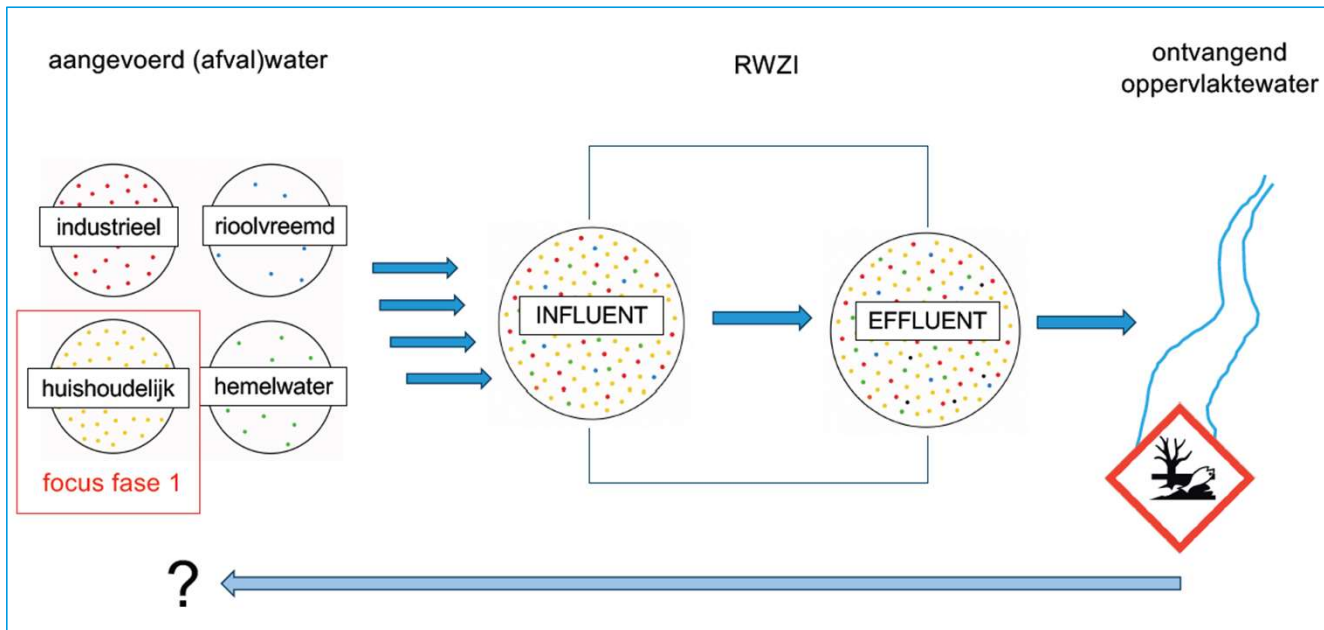 aangevoerd (afval)water
RWZI
ontvangend
oppervlaktewater
industrieel
rioolvreemd
huishoudelijk
hemelwater
focus fase 1
INFLUENT
EFFLUENT
?